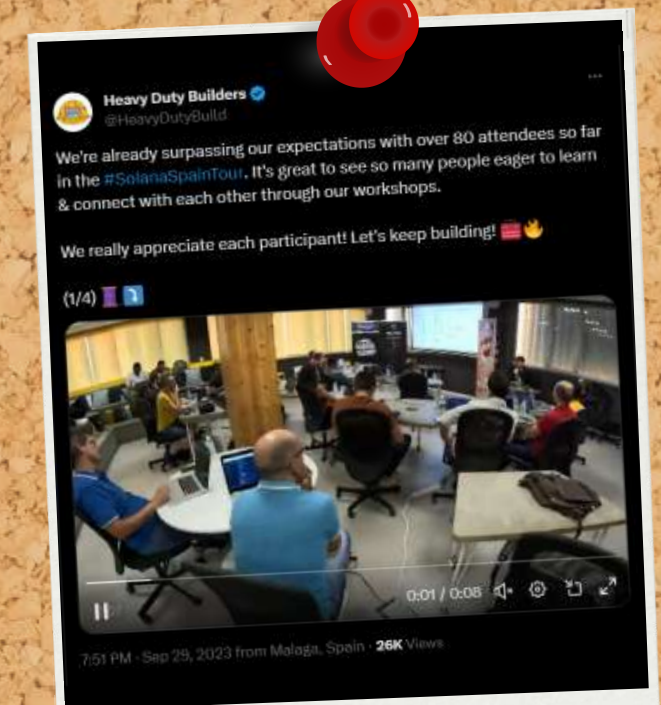 Heavy Duty Builders
@HeavyDutyBuild
We're already surpassing our expectations with over 80 attendees so far
in the #SolanaSpainTour. It's great to see so many people eager to learn
& connect with each other through our workshops.
We really appreciate each participant! Let's keep building! 🧰🔥
(1/4) 🧵⤵️
0:01 / 0:08
7:51 PM · Sep 29, 2023 from Malaga, Spain · 26K Views